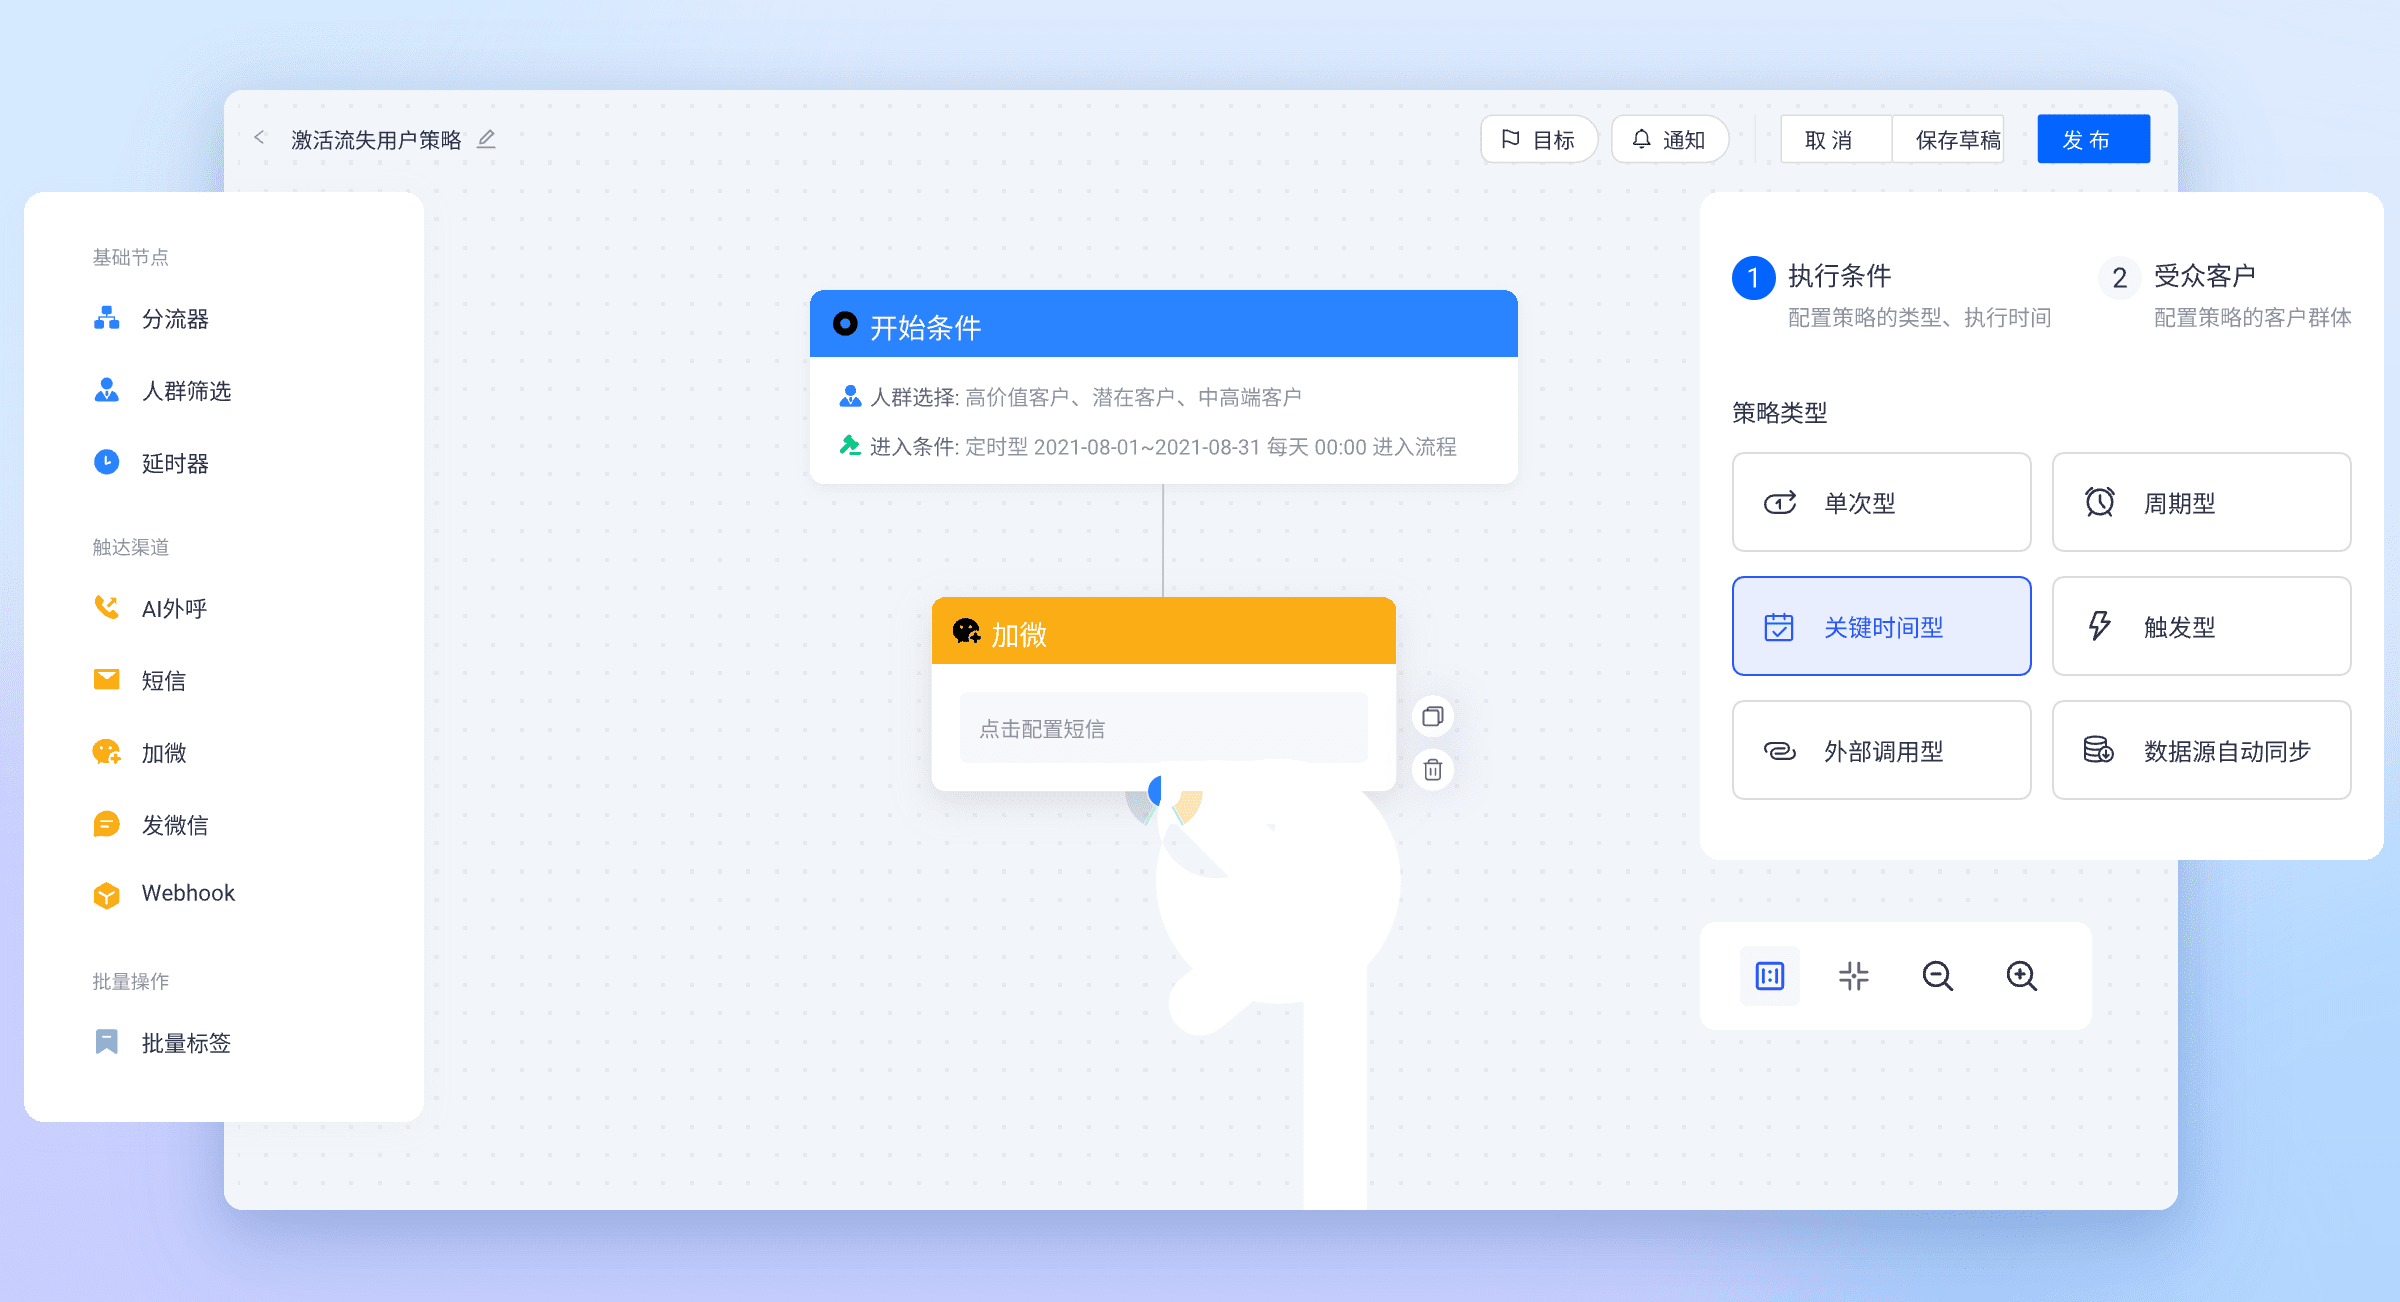 激活流失用户策略
目标
通知
取 消
保存草稿
发 布
基础节点
分流器
人群筛选
延时器
触达渠道
AI外呼
短信
加微
发微信
Webhook
批量操作
批量标签
开始条件
人群选择: 高价值客户、潜在客户、中高端客户
进入条件: 定时型 2021-08-01~2021-08-31 每天 00:00 进入流程
加微
点击配置短信
1 执行条件
配置策略的类型、执行时间
2 受众客户
配置策略的客户群体
策略类型
单次型
周期型
关键时间型
触发型
外部调用型
数据源自动同步